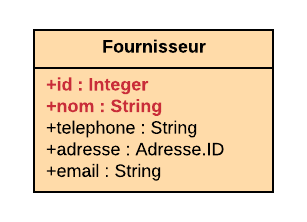 Fournisseur
+id : Integer
+nom : String
+telephone : String
+adresse : Adresse.ID
+email : String